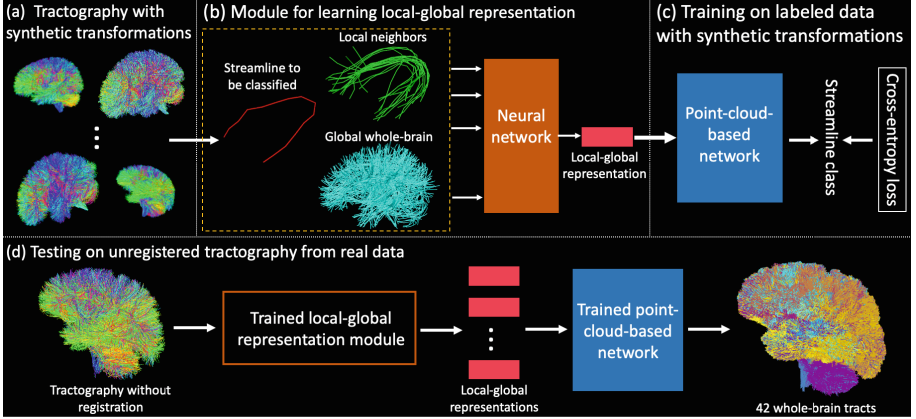 (a) Tractography with
synthetic transformations
(b) Module for learning local-global representation
Local neighbors
Streamline to
be classified
Global whole-brain
Neural
network
Local-global
representation
(c) Training on labeled data
with synthetic transformations
Point-cloud-
based
network
Streamline class
Cross-entropy loss
(d) Testing on unregistered tractography from real data
Tractography without
registration
Trained local-global
representation module
Local-global
representations
Trained point-
cloud-based
network
42 whole-brain tracts